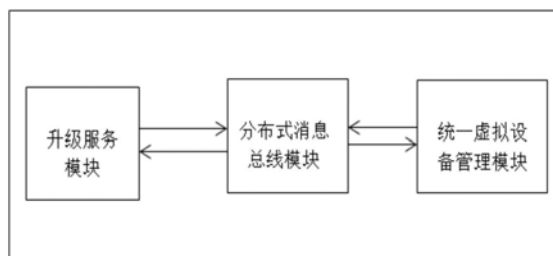 升级服务
模块
分布式消息
总线模块
统一虚拟设
备管理模块